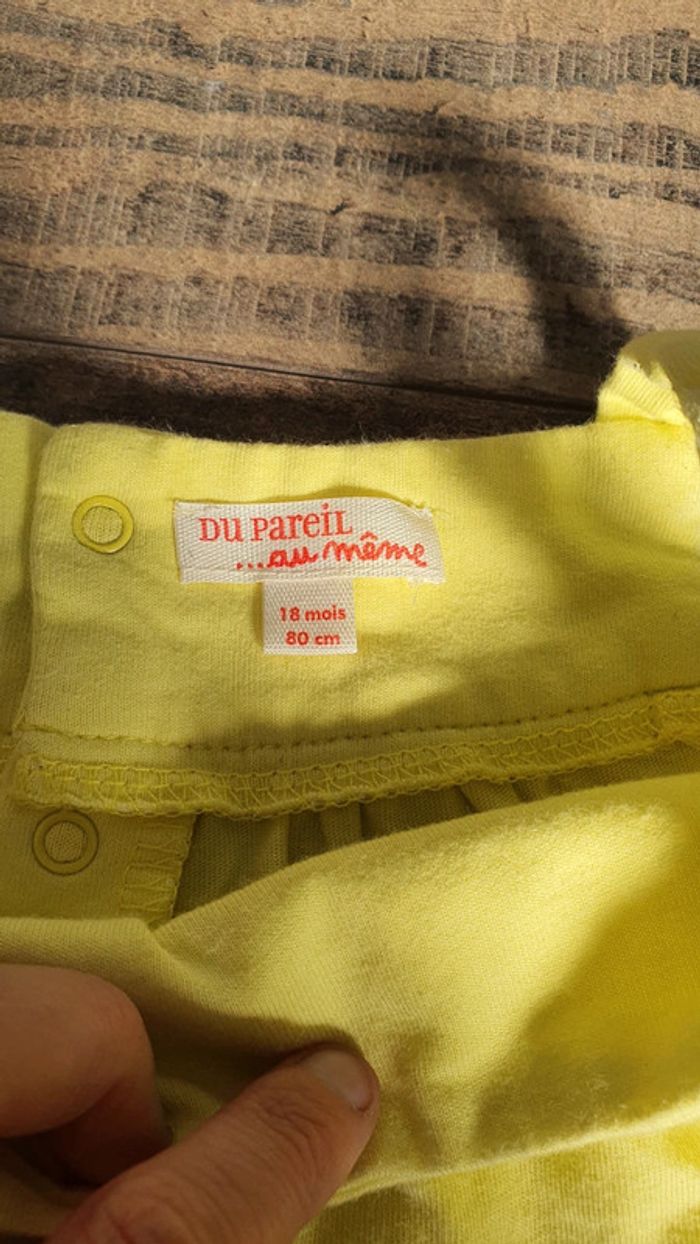 DU PAREIL
...au même
18 mois
80 cm